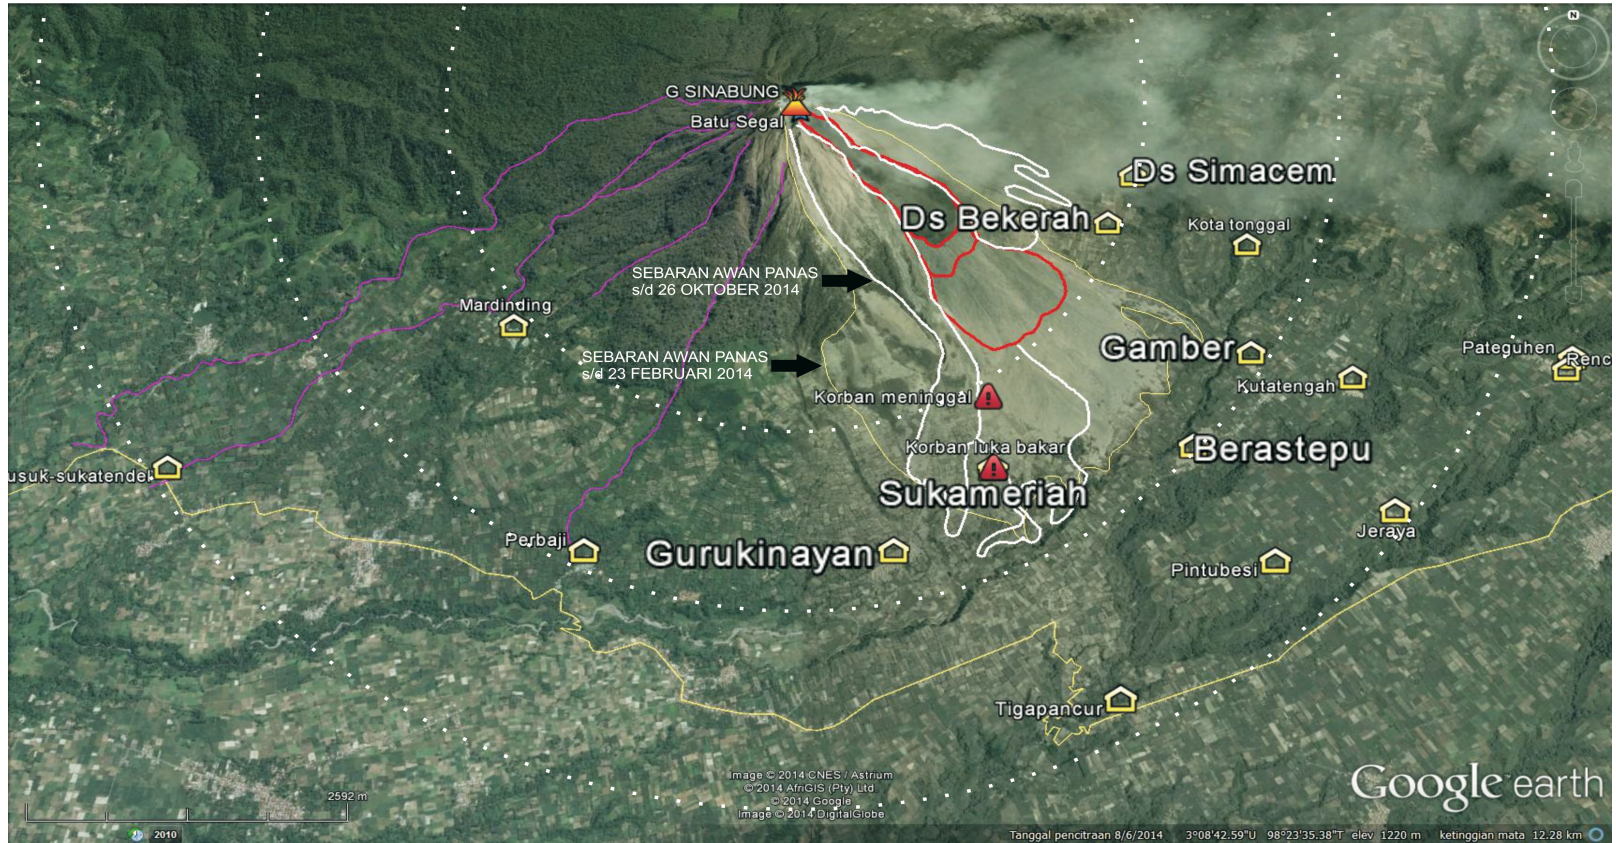 N
G SINABUNG
Batu Segal
Ds Simacem
Ds Bekerah
Kota tonggal
SEBARAN AWAN PANAS
s/d 26 OKTOBER 2014
Mardinding
Gamber
Pateguhen
Renc
SEBARAN AWAN PANAS
s/d 23 FEBRUARI 2014
Kutatengah
Korban meninggal
Korban luka bakar
Berastepu
usuk-sukatendel
Sukameriah
Jeraya
Perbaji
Gurukinayan
Pintubesi
Tigapancur
Image © 2014 CNES / Astrium
© 2014 AfriGIS (Pty) Ltd.
© 2014 Google
Image © 2014 DigitalGlobe
Google earth
2592 m
2010
Tanggal pencitraan 8/6/2014 3°08'42.59"U 98°23'35.38"T elev 1220 m ketinggian mata 12.28 km